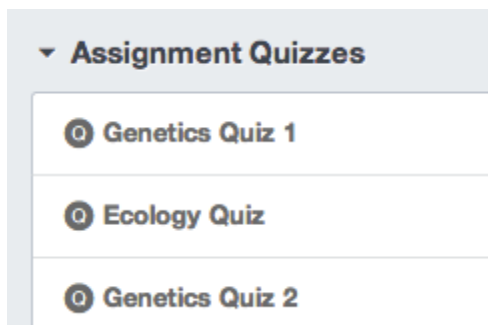 Assignment Quizzes
Q Genetics Quiz 1
Q Ecology Quiz
Q Genetics Quiz 2